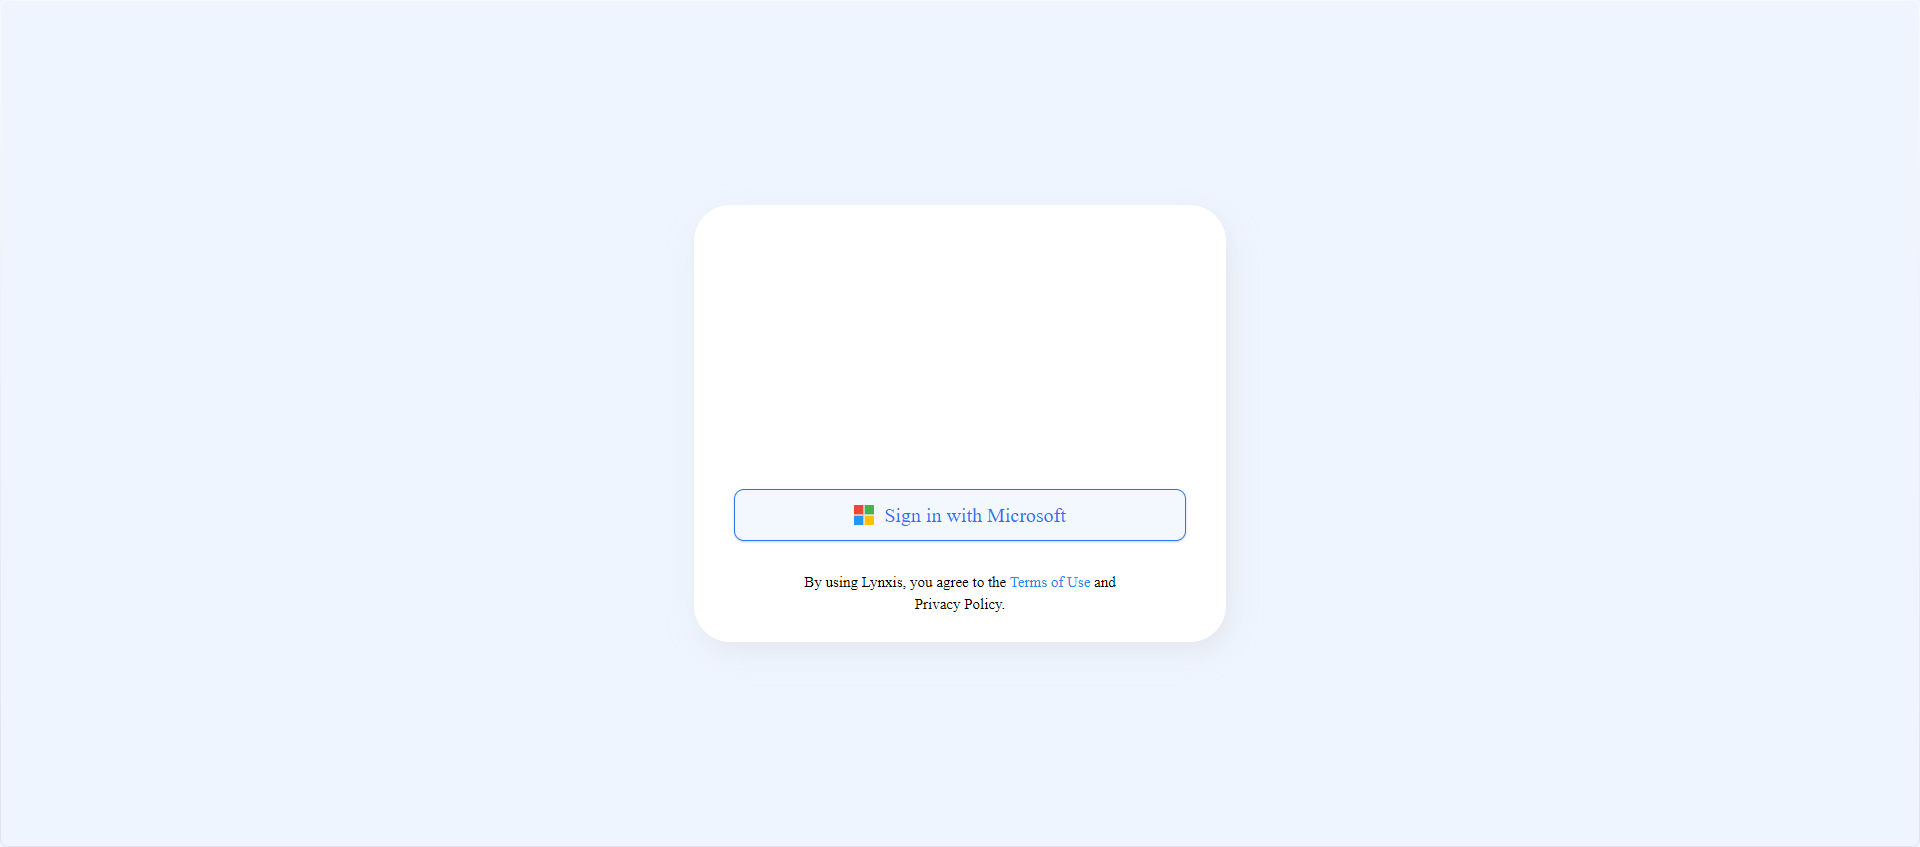 Sign in with Microsoft
By using Lynxis, you agree to the Terms of Use and
Privacy Policy.